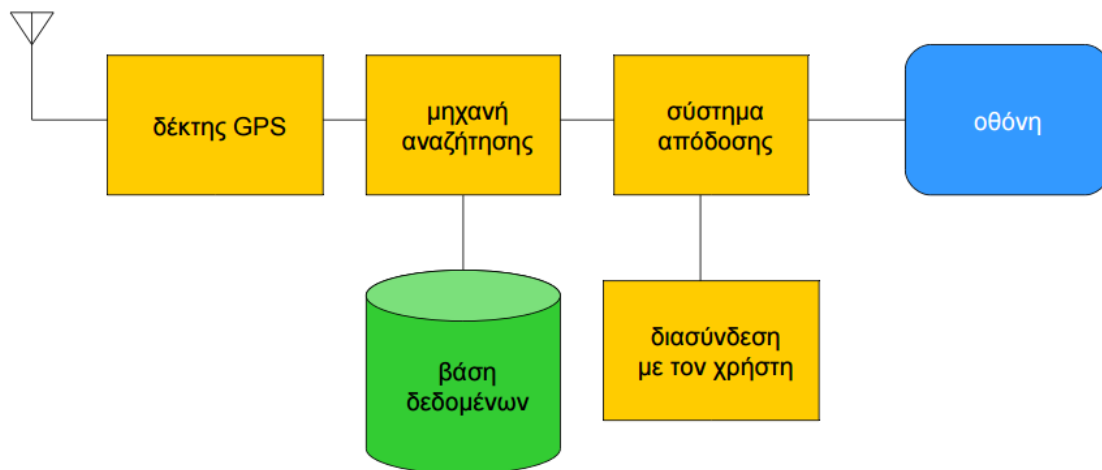 δέκτης GPS
μηχανή
αναζήτησης
σύστημα
απόδοσης
οθόνη
βάση
δεδομένων
διασύνδεση
με τον χρήστη